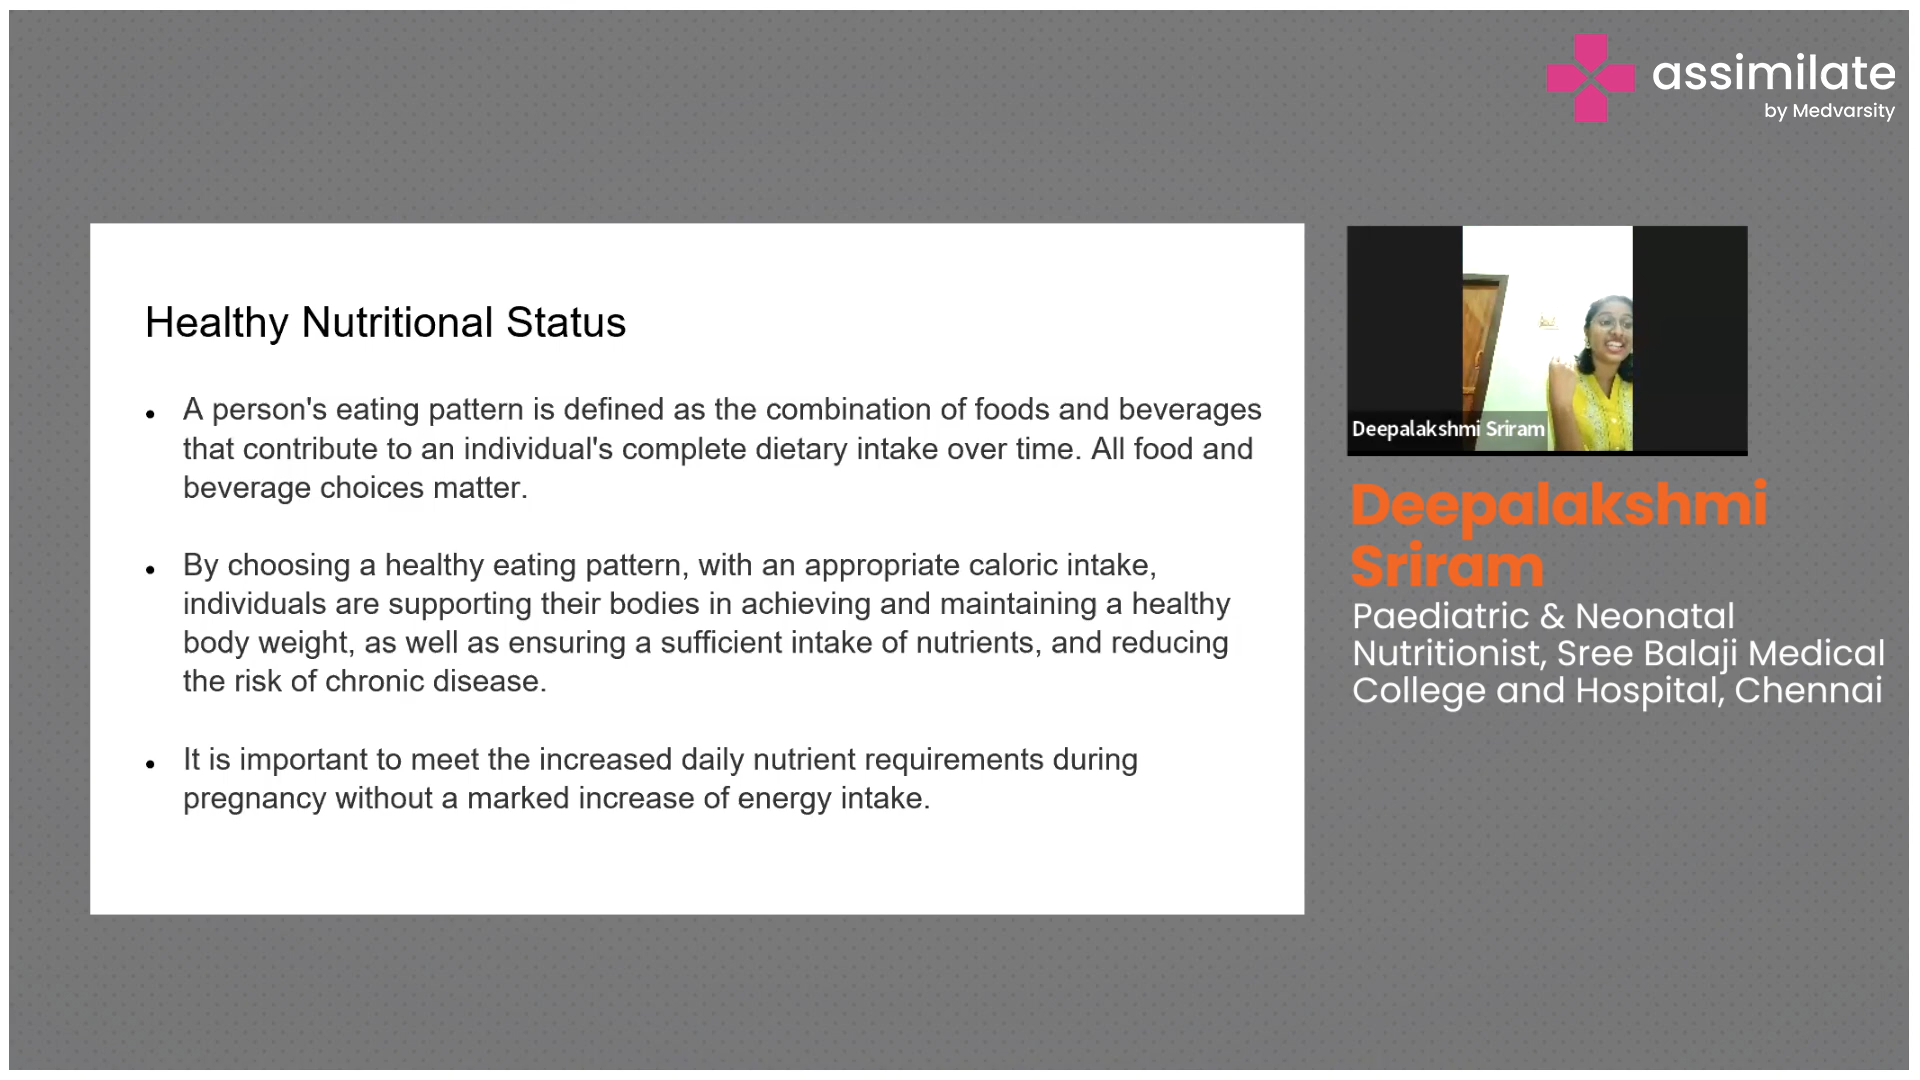 assimilate
by Medvarsity
Healthy Nutritional Status
A person's eating pattern is defined as the combination of foods and beverages
that contribute to an individual's complete dietary intake over time. All food and
beverage choices matter.
By choosing a healthy eating pattern, with an appropriate caloric intake,
individuals are supporting their bodies in achieving and maintaining a healthy
body weight, as well as ensuring a sufficient intake of nutrients, and reducing
the risk of chronic disease.
It is important to meet the increased daily nutrient requirements during
pregnancy without a marked increase of energy intake.
Deepalakshmi Sriram
Deepalakshmi
Sriram
Paediatric & Neonatal
Nutritionist, Sree Balaji Medical
College and Hospital, Chennai